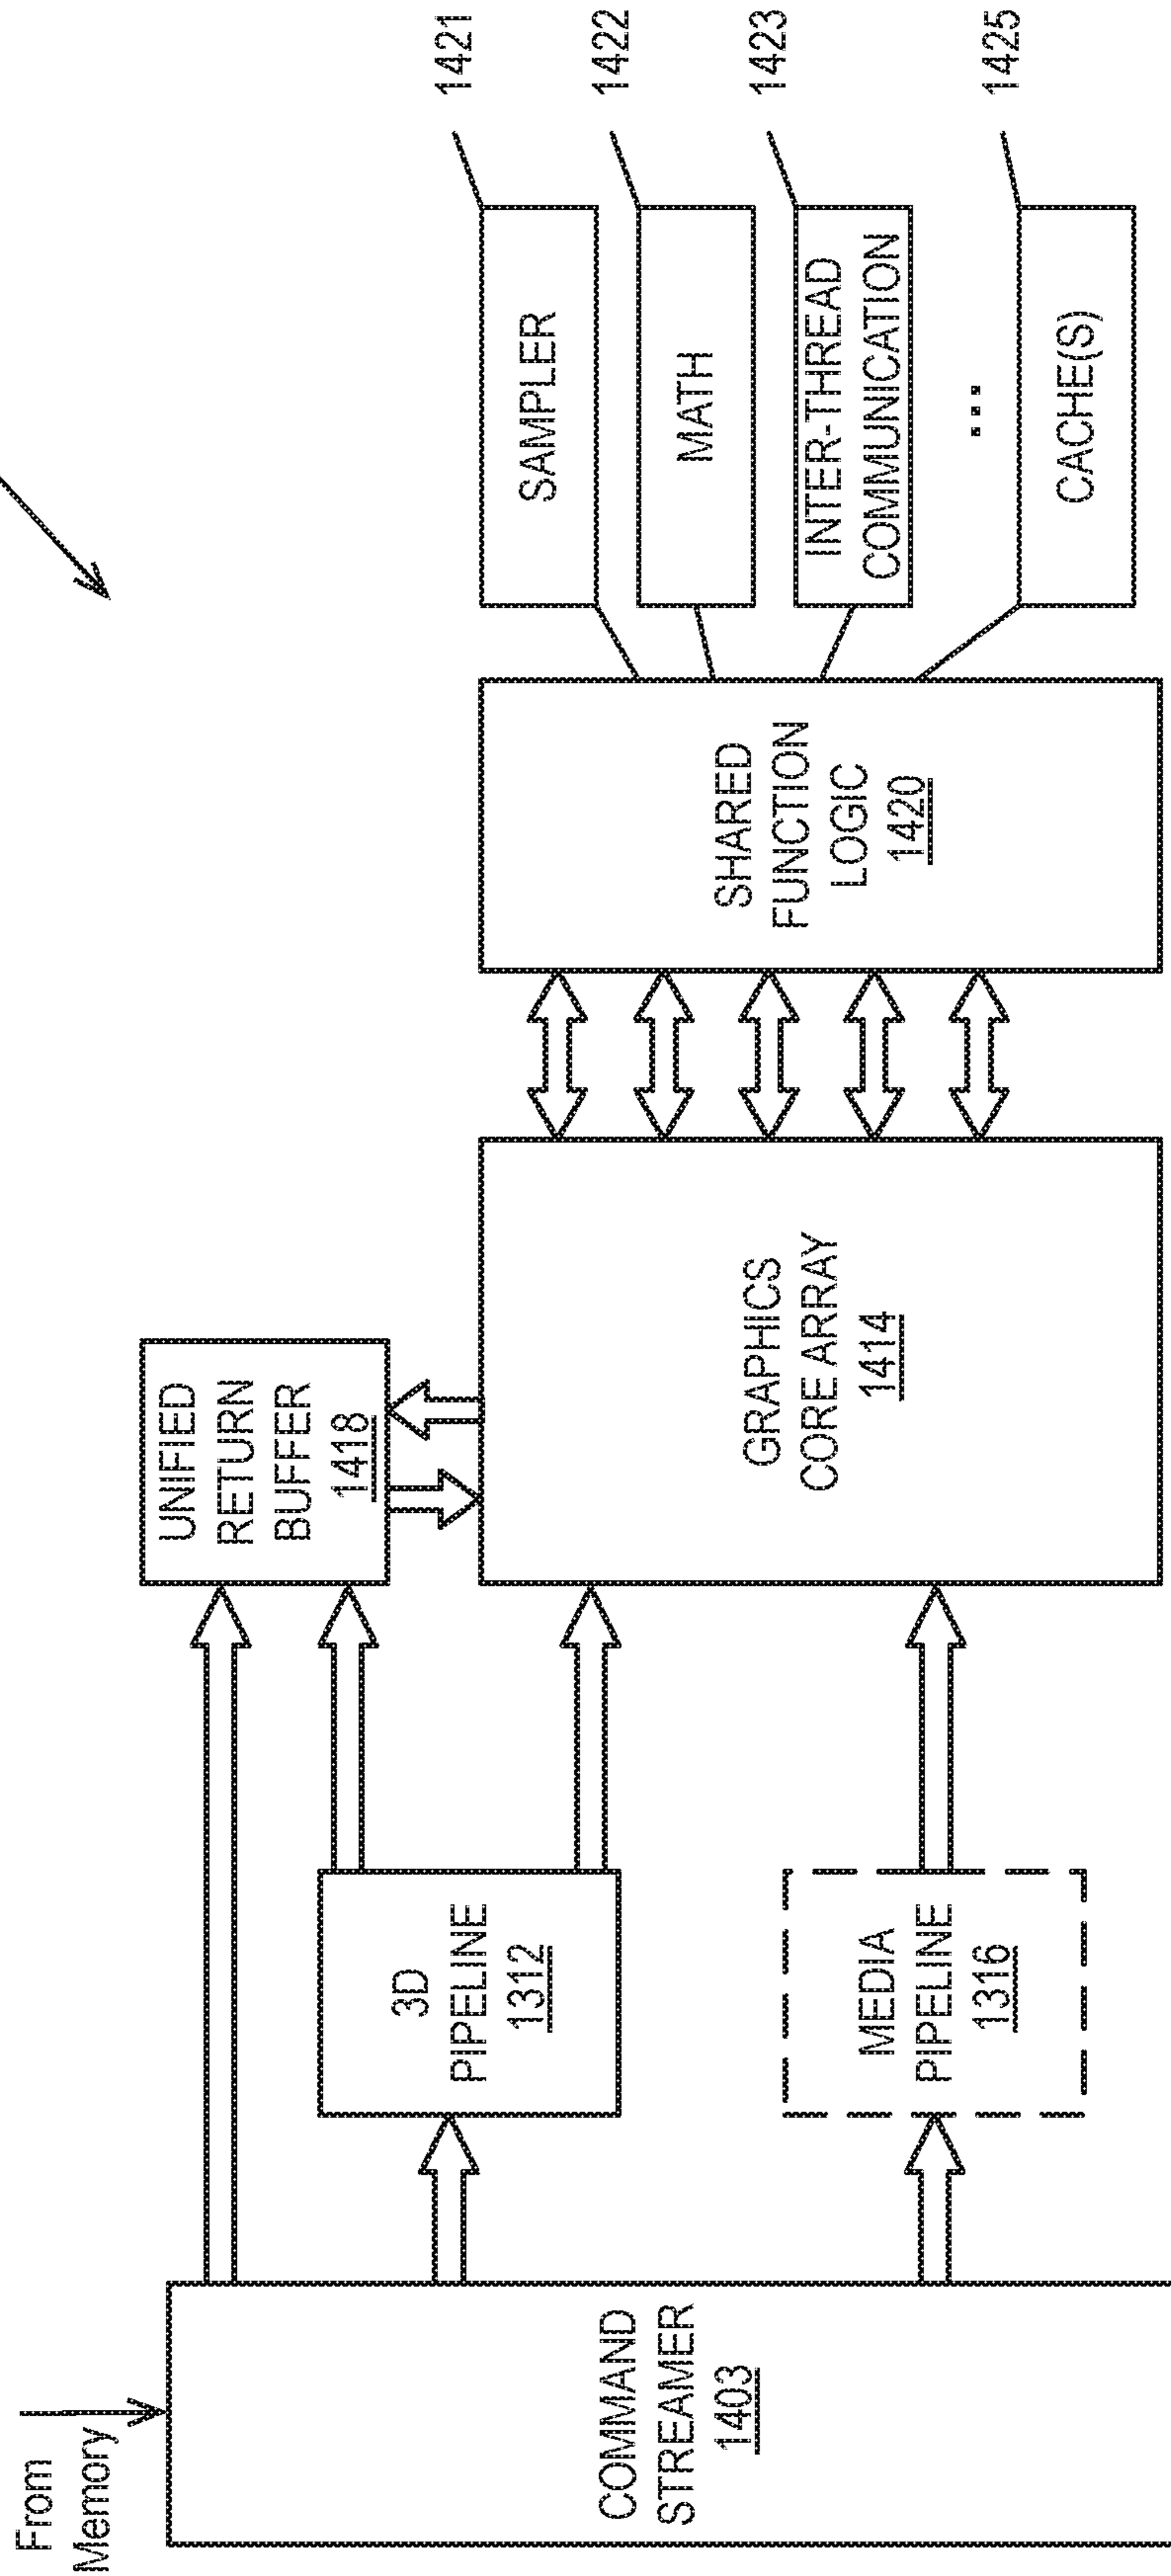 From
Memory
COMMAND
STREAMER
1403
3D
PIPELINE
1312
MEDIA
PIPELINE
1316
UNIFIED
RETURN
BUFFER
1418
GRAPHICS
CORE ARRAY
1414
SHARED
FUNCTION
LOGIC
1420
SAMPLER
1421
MATH
1422
INTER-THREAD
COMMUNICATION
1423
...
CACHE(S)
1425